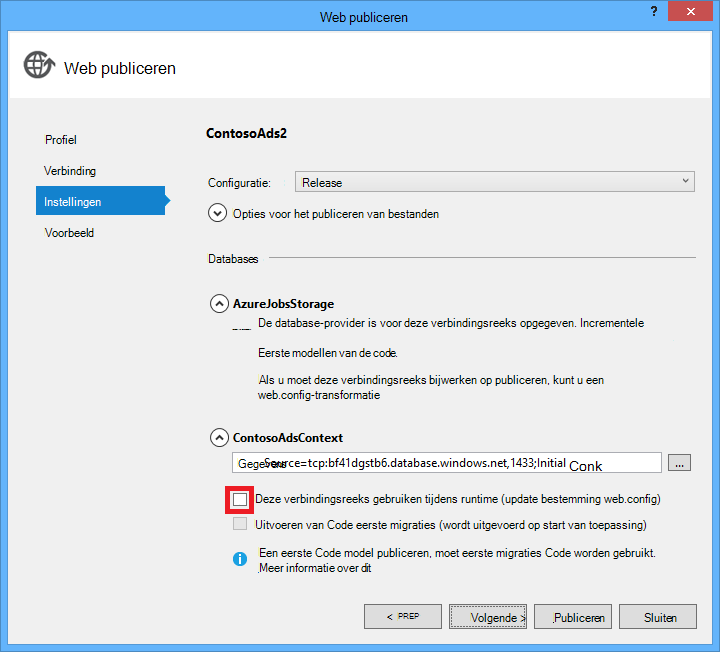 Web publiceren
?
Web publiceren
Profiel
Verbinding
Instellingen
Voorbeeld
ContosoAds2
Configuratie:
Release
Opties voor het publiceren van bestanden
Databases
AzureJobsStorage
De database-provider is voor deze verbindingsreeks opgegeven. Incrementele
Eerste modellen van de code.
Als u moet deze verbindingsreeks bijwerken op publiceren, kunt u een
web.config-transformatie
ContosoAdsContext
Gegevens Source=tcp:bf41dgstb6.database.windows.net,1433;Initial Conk
...
Deze verbindingsreeks gebruiken tijdens runtime (update bestemming web.config)
Uitvoeren van Code eerste migraties (wordt uitgevoerd op start van toepassing)
Een eerste Code model publiceren, moet eerste migraties Code worden gebruikt.
Meer informatie over dit
< PREP
Volgende >
Publiceren
Sluiten